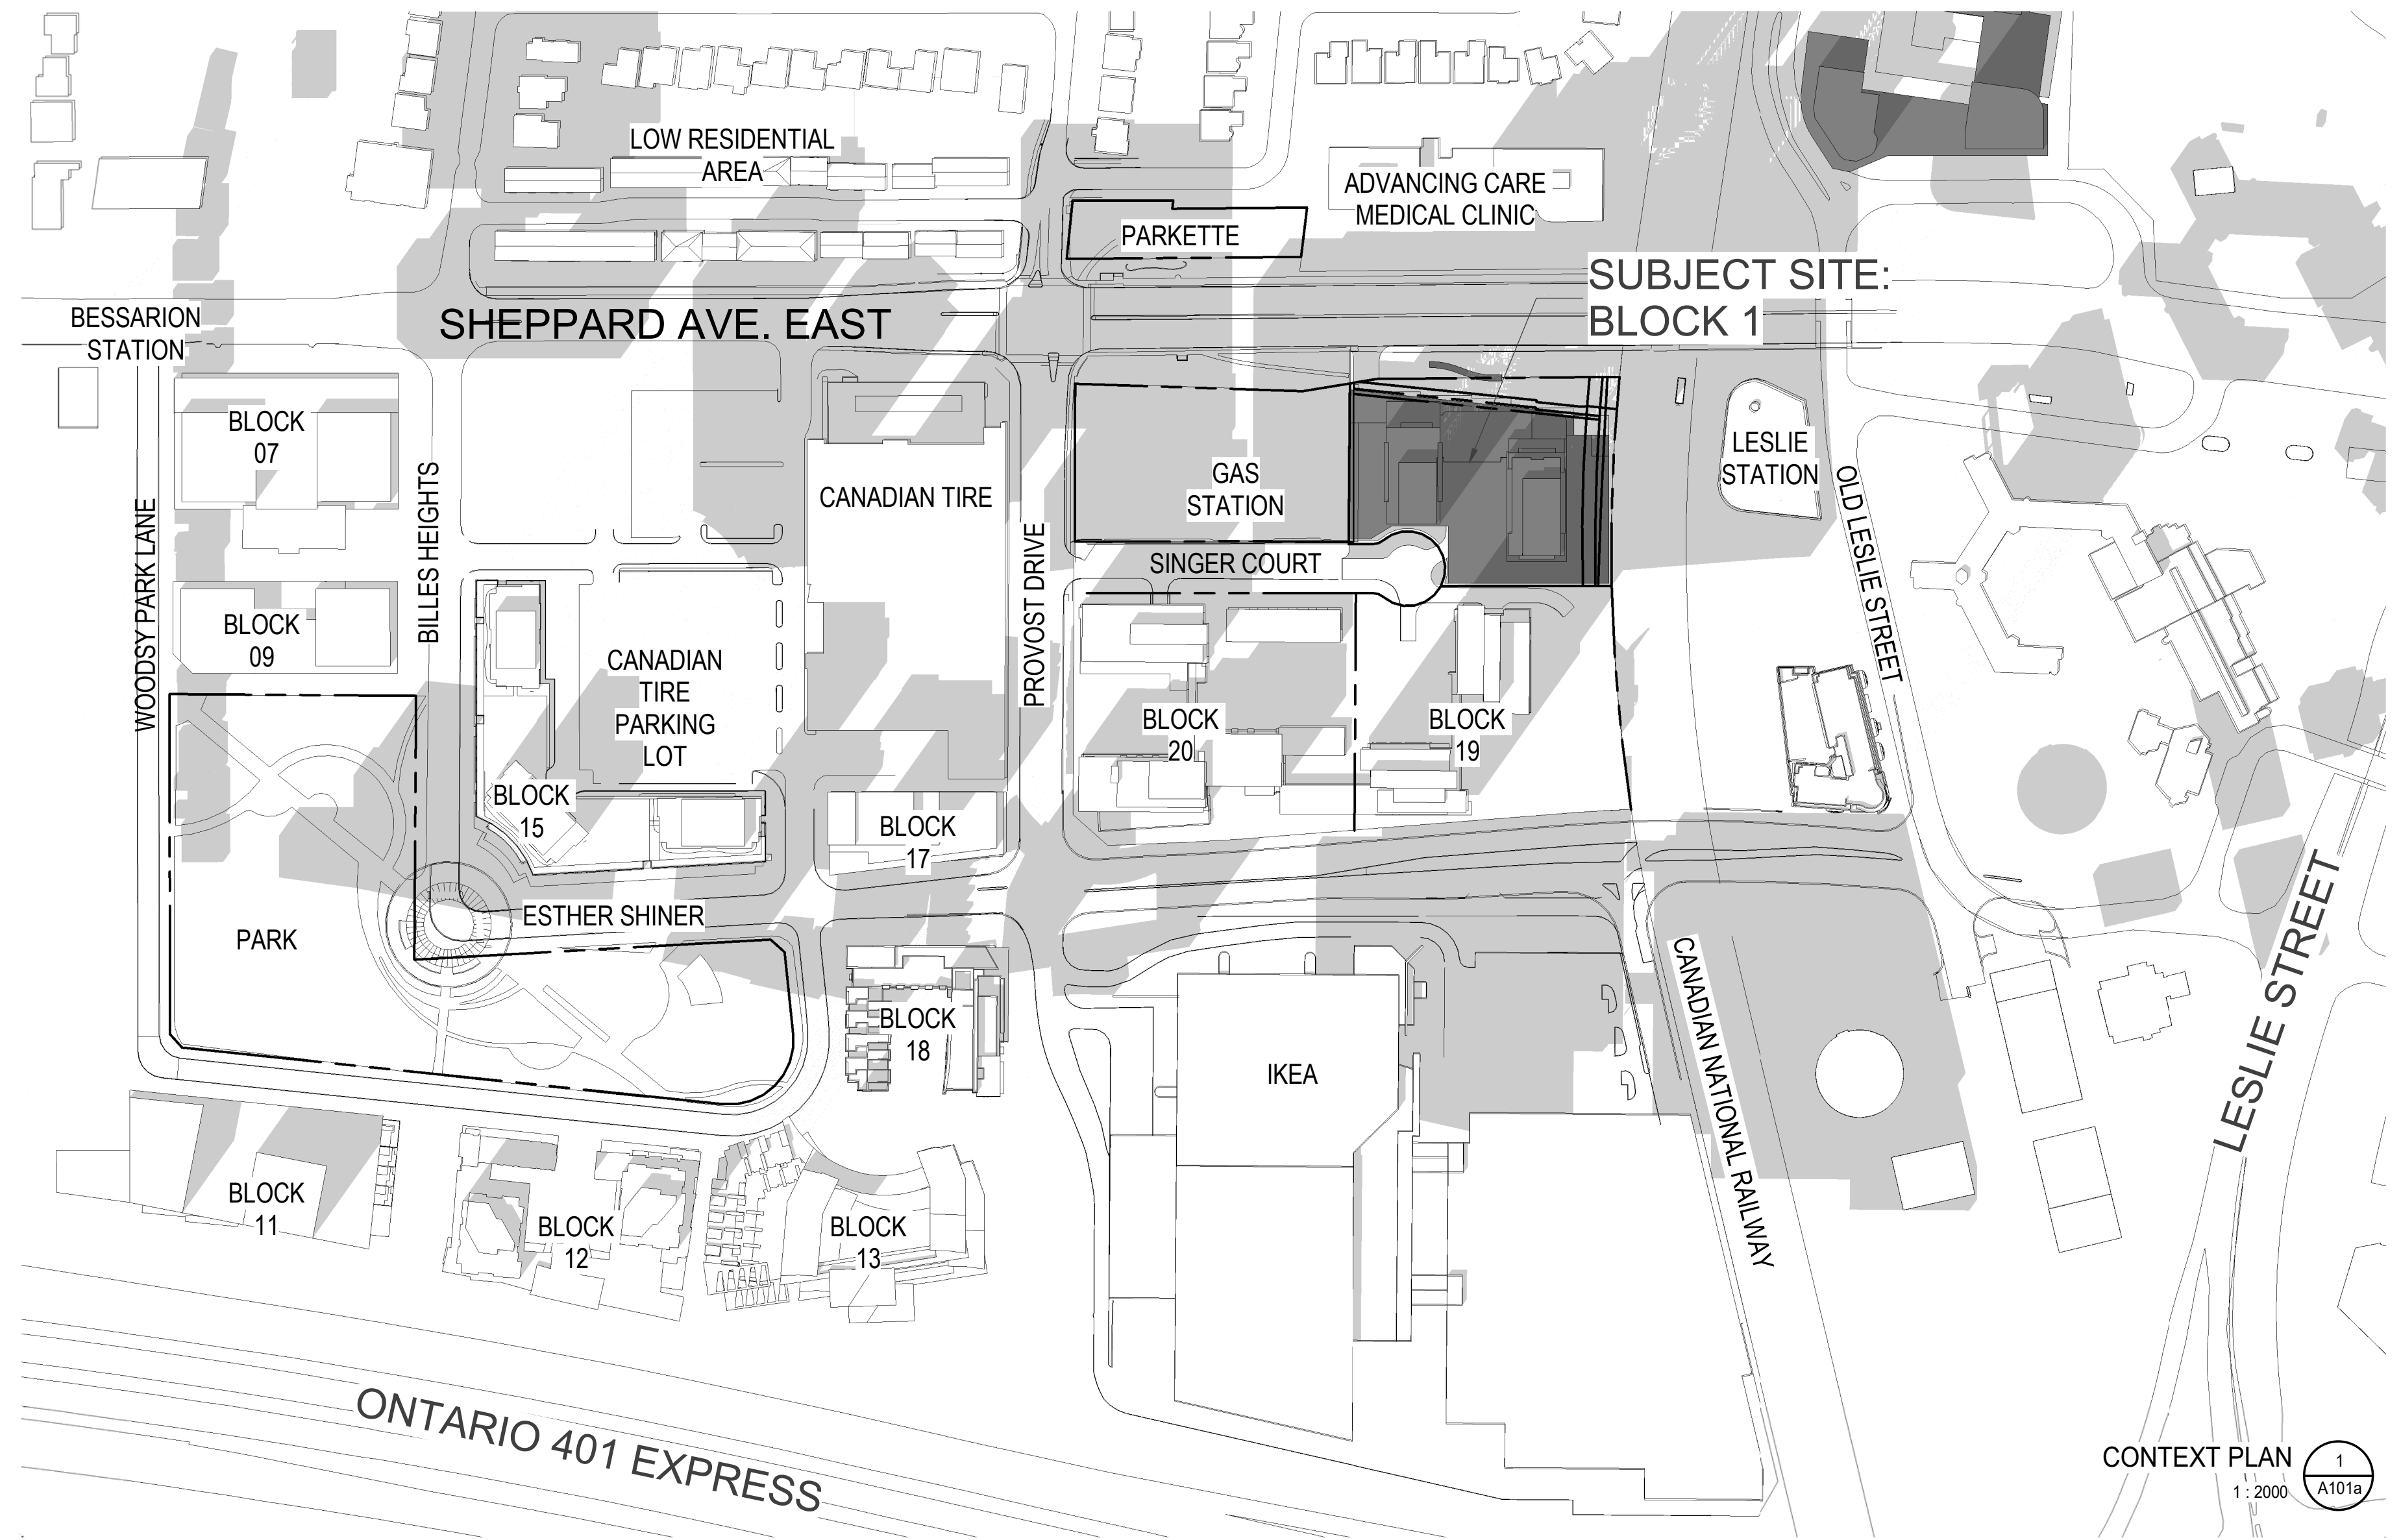 LOW RESIDENTIAL
AREA
ADVANCING CARE
MEDICAL CLINIC
PARKETTE
SUBJECT SITE:
BLOCK 1
BESSARION
STATION
SHEPPARD AVE. EAST
BLOCK
07
CANADIAN TIRE
GAS
STATION
LESLIE
STATION
WOODSY PARK LANE
BILLES HEIGHTS
PROVOST DRIVE
SINGER COURT
OLD LESLIE STREET
BLOCK
09
CANADIAN
TIRE
PARKING
LOT
BLOCK
20
BLOCK
19
BLOCK
15
BLOCK
17
PARK
ESTHER SHINER
BLOCK
18
IKEA
CANADIAN NATIONAL RAILWAY
LESLIE STREET
BLOCK
11
BLOCK
12
BLOCK
13
ONTARIO 401 EXPRESS
CONTEXT PLAN
1 : 2000
1
A101a